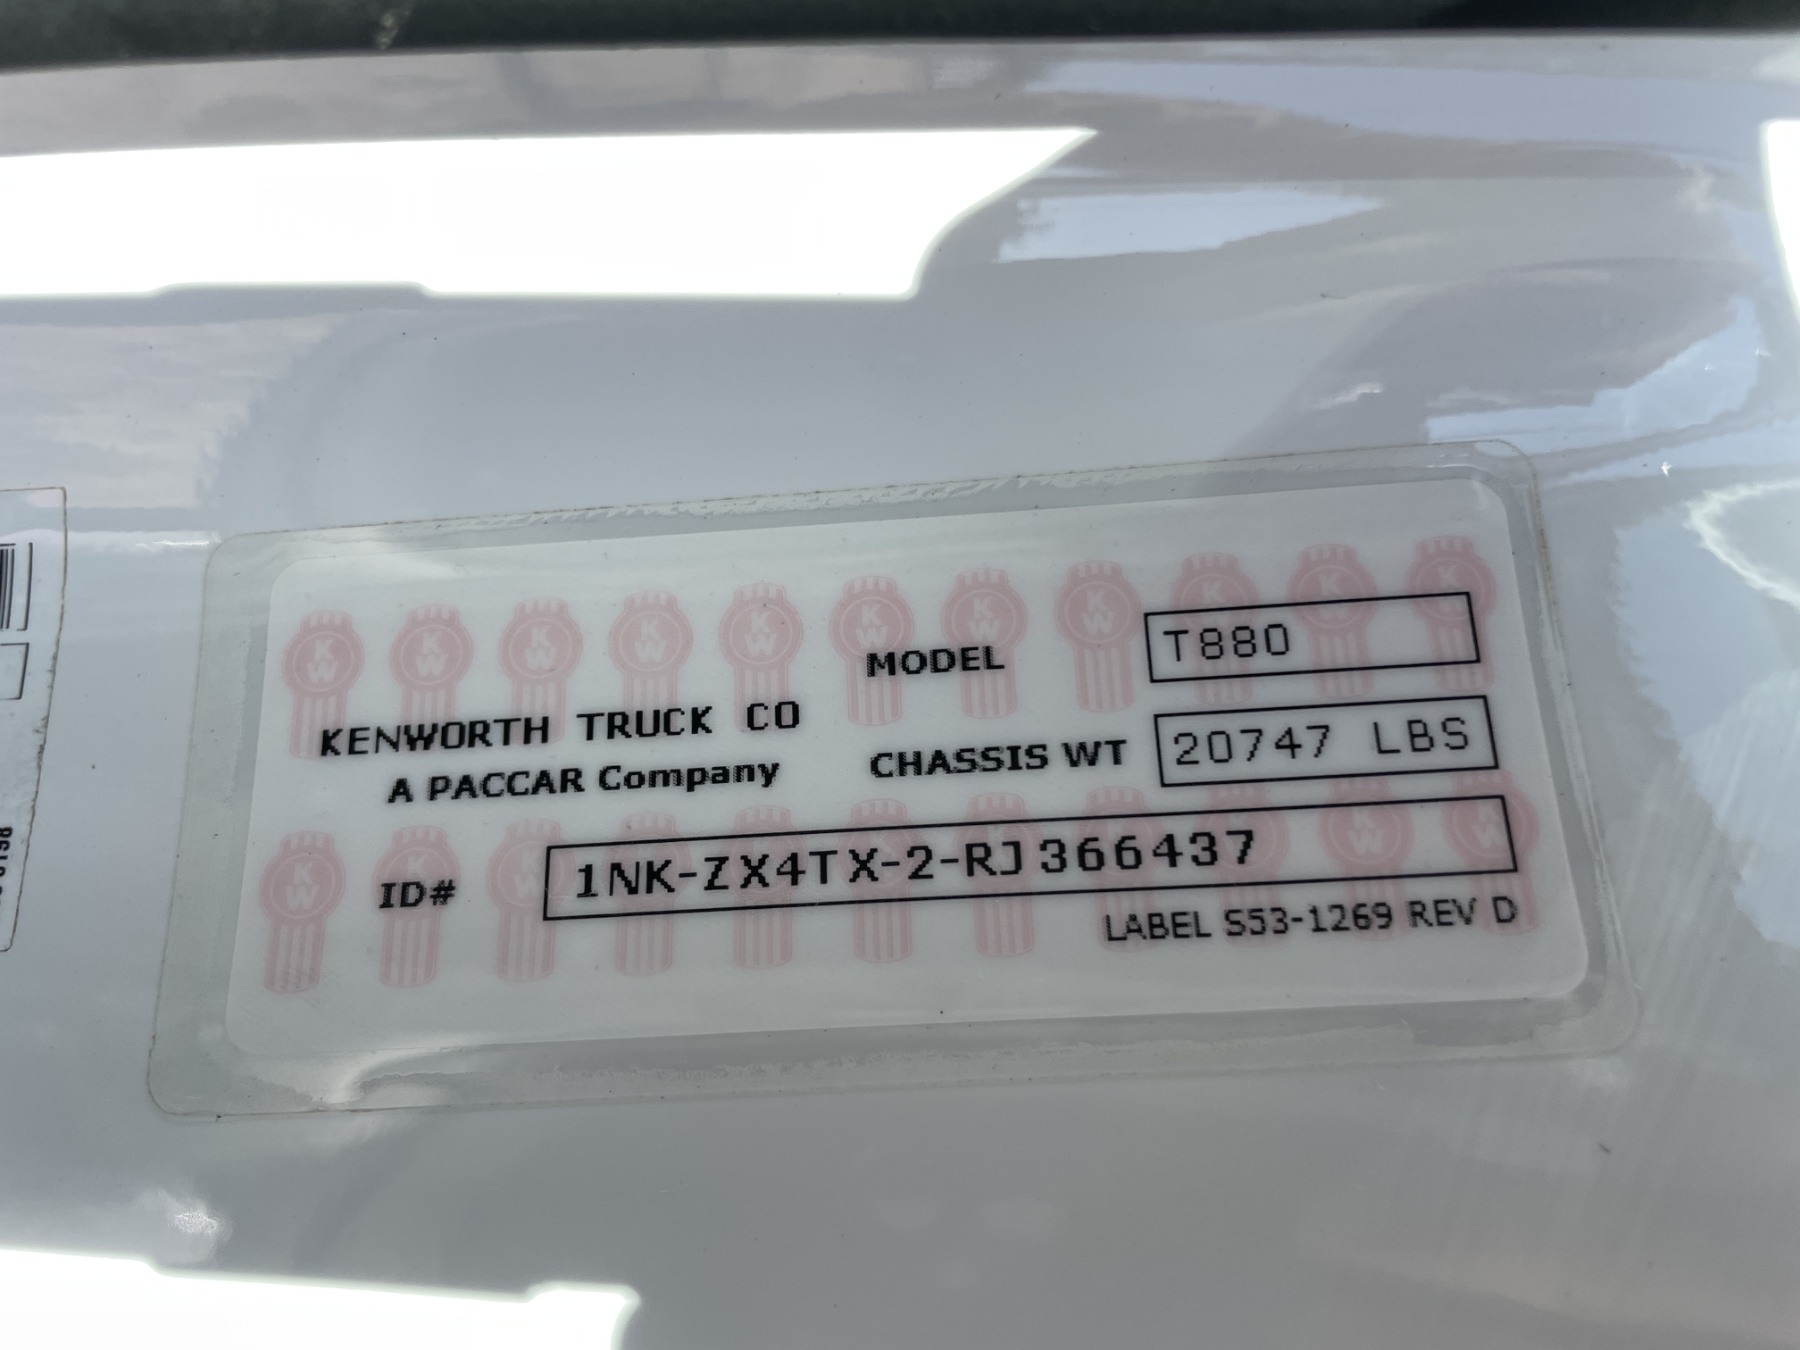 KENWORTH TRUCK CO
A PACCAR Company
MODEL T880
CHASSIS WT 20747 LBS
ID# 1NK-ZX4TX-2-RJ366437
LABEL S53-1269 REV D